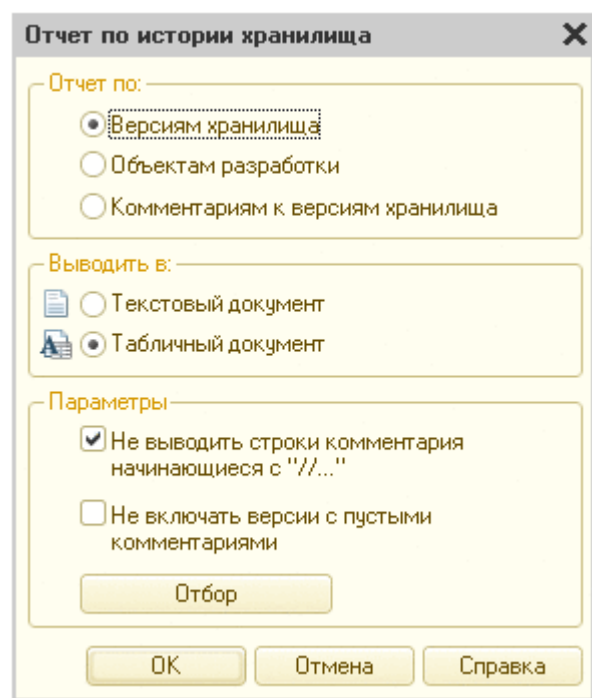 Отчет по истории хранилища
Отчет по:
Версиям хранилища
Объектам разработки
Комментариям к версиям хранилища
Выводить в:
Текстовый документ
Табличный документ
Параметры
Не выводить строки комментария
начинающиеся с "//..."
Не включать версии с пустыми
комментариями
Отбор
ОК Отмена Справка